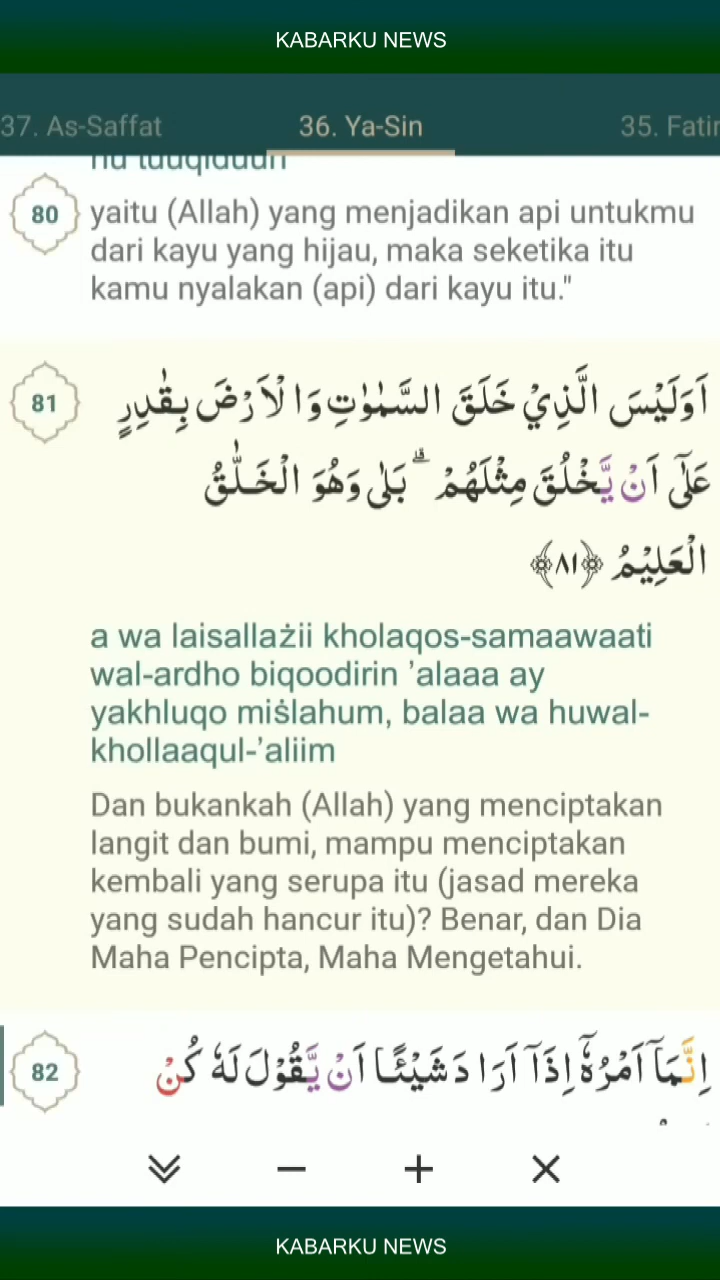 KABARKU NEWS
37. As-Saffat 36. Ya-Sin 35. Fatir
80
yaitu (Allah) yang menjadikan api untukmu
dari kayu yang hijau, maka seketika itu
kamu nyalakan (api) dari kayu itu."
81
اَوَلَيْسَ الَّذِيْ خَلَقَ السَّمٰوٰتِ وَالْاَرْضَ بِقٰدِرٍ
عَلٰٓى اَنْ يَّخْلُقَ مِثْلَهُمْ ۗ بَلٰى وَهُوَ الْخَلّٰقُ
الْعَلِيْمُ ﴿٨١﴾
a wa laisallażii kholaqos-samaawaati
wal-ardho biqoodirin ’alaaa ay
yakhluqo miṡlahum, balaa wa huwal-
khollaaqul-’aliim
Dan bukankah (Allah) yang menciptakan
langit dan bumi, mampu menciptakan
kembali yang serupa itu (jasad mereka
yang sudah hancur itu)? Benar, dan Dia
Maha Pencipta, Maha Mengetahui.
82
اِنَّمَآ اَمْرُهٗٓ اِذَآ اَرَادَ شَيْـًٔا اَنْ يَّقُوْلَ لَهٗ كُنْ
KABARKU NEWS